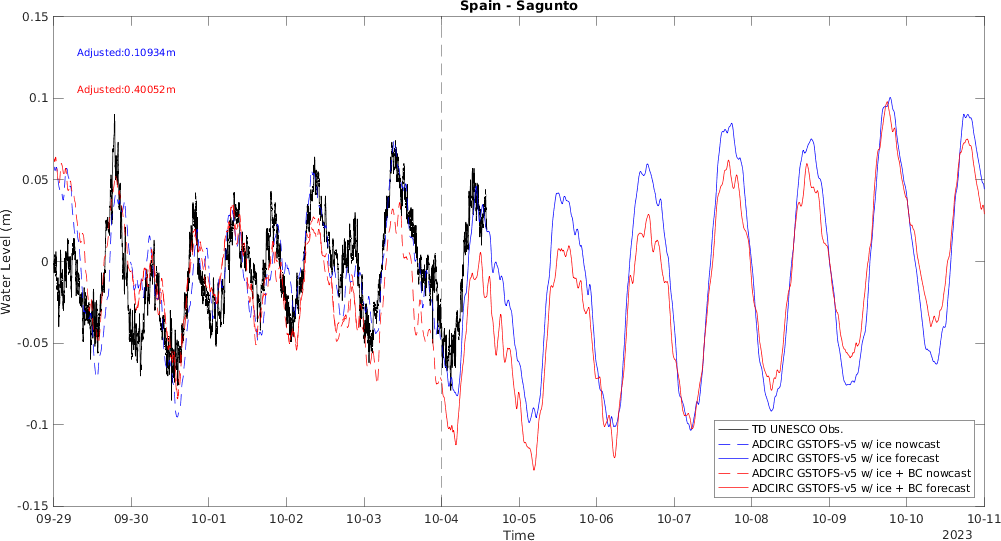 Spain - Sagunto
0.15
0.1
0.05
0
-0.05
-0.1
-0.15
Water Level (m)
Adjusted:0.10934m
Adjusted:0.40052m
TD UNESCO Obs.
ADCIRC GSTOFS-v5 w/ ice nowcast
ADCIRC GSTOFS-v5 w/ ice forecast
ADCIRC GSTOFS-v5 w/ ice + BC nowcast
ADCIRC GSTOFS-v5 w/ ice + BC forecast
09-29 09-30 10-01 10-02 10-03 10-04 10-05 10-06 10-07 10-08 10-09 10-10 10-11
Time
2023